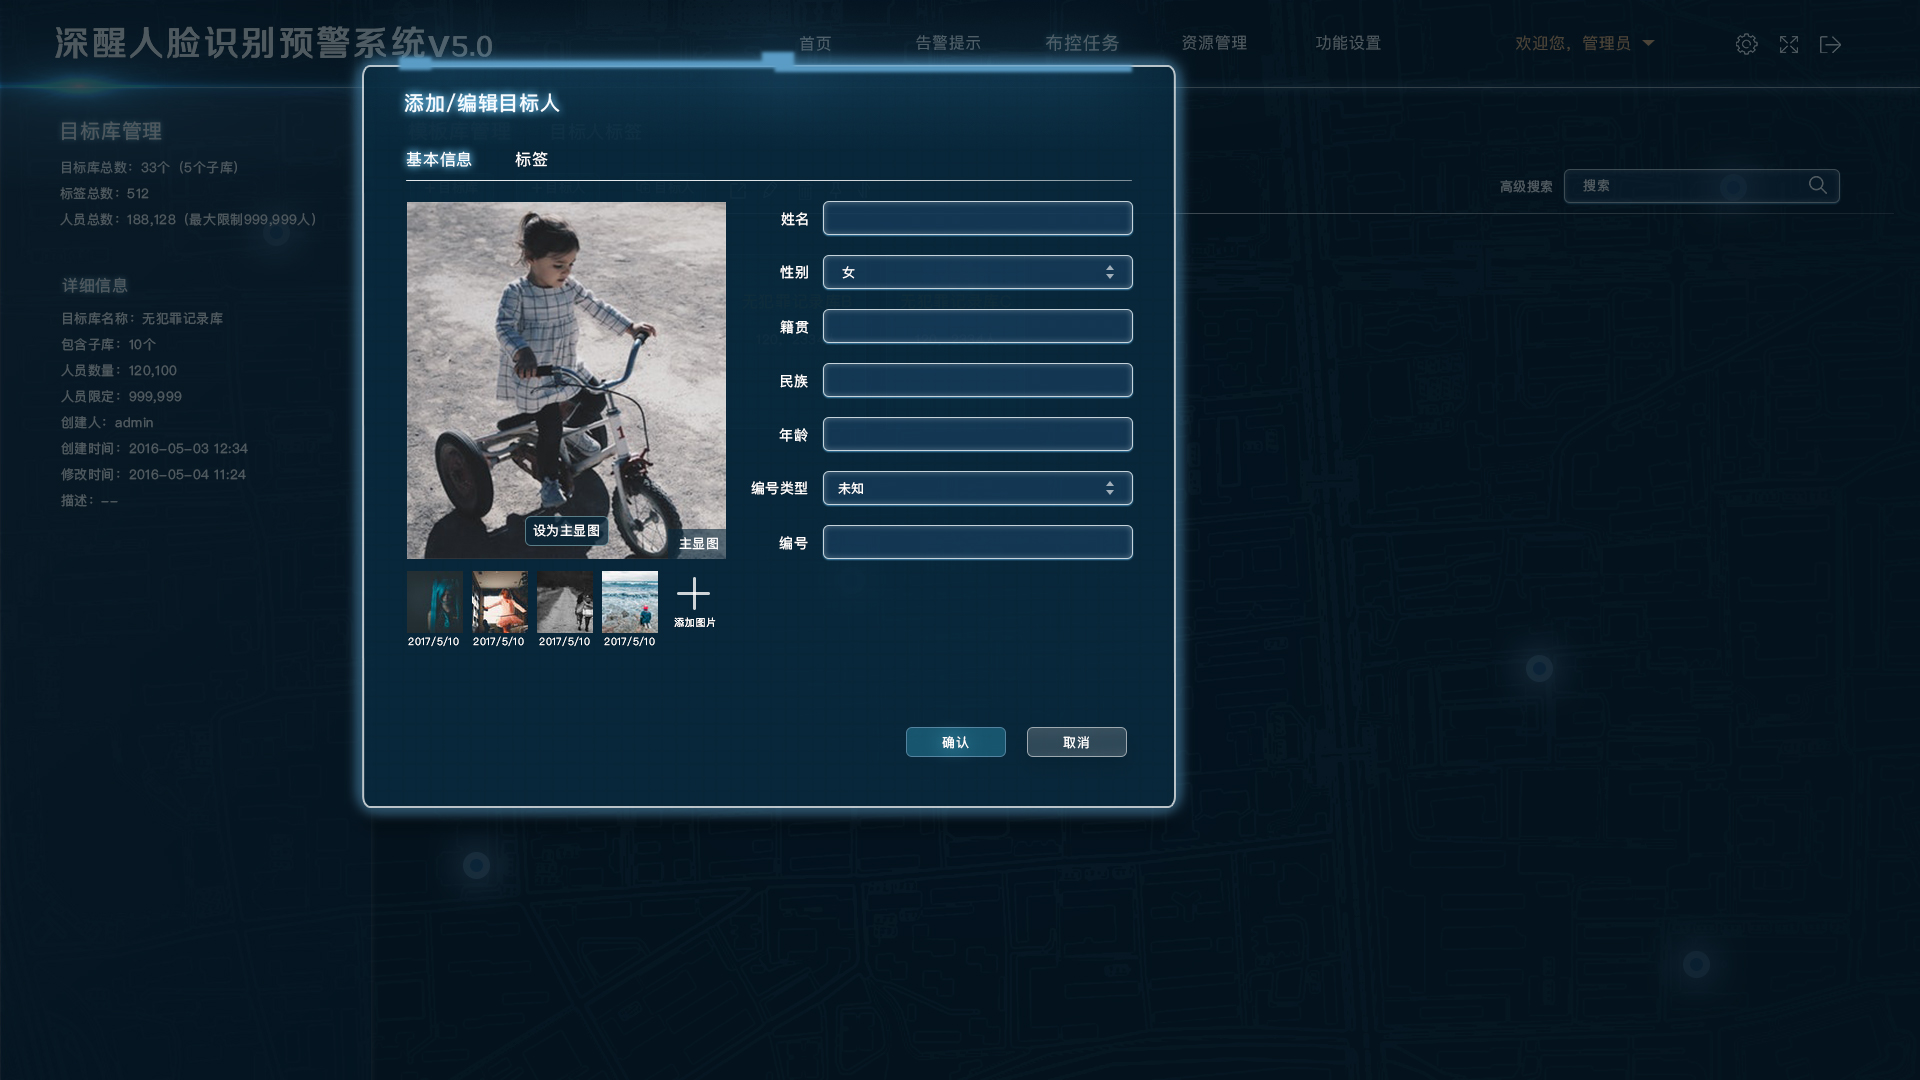 深醒人脸识别预警系统V5.0
首页
告警提示
布控任务
资源管理
功能设置
欢迎您，管理员
目标库管理
目标库总数：33个（5个子库）
标签总数：512
人员总数：188,128（最大限制999,999人）
详细信息
目标库名称：无犯罪记录库
包含子库：10个
人员数量：120,100
人员限定：999,999
创建人：admin
创建时间：2016-05-03 12:34
修改时间：2016-05-04 11:24
描述：--
高级搜索
搜索
添加/编辑目标人
目标人标签
基本信息
标签
1
设为主显图
主显图
2017/5/10
2017/5/10
2017/5/10
2017/5/10
添加图片
姓名
性别
女
籍贯
民族
年龄
编号类型
未知
编号
确认
取消